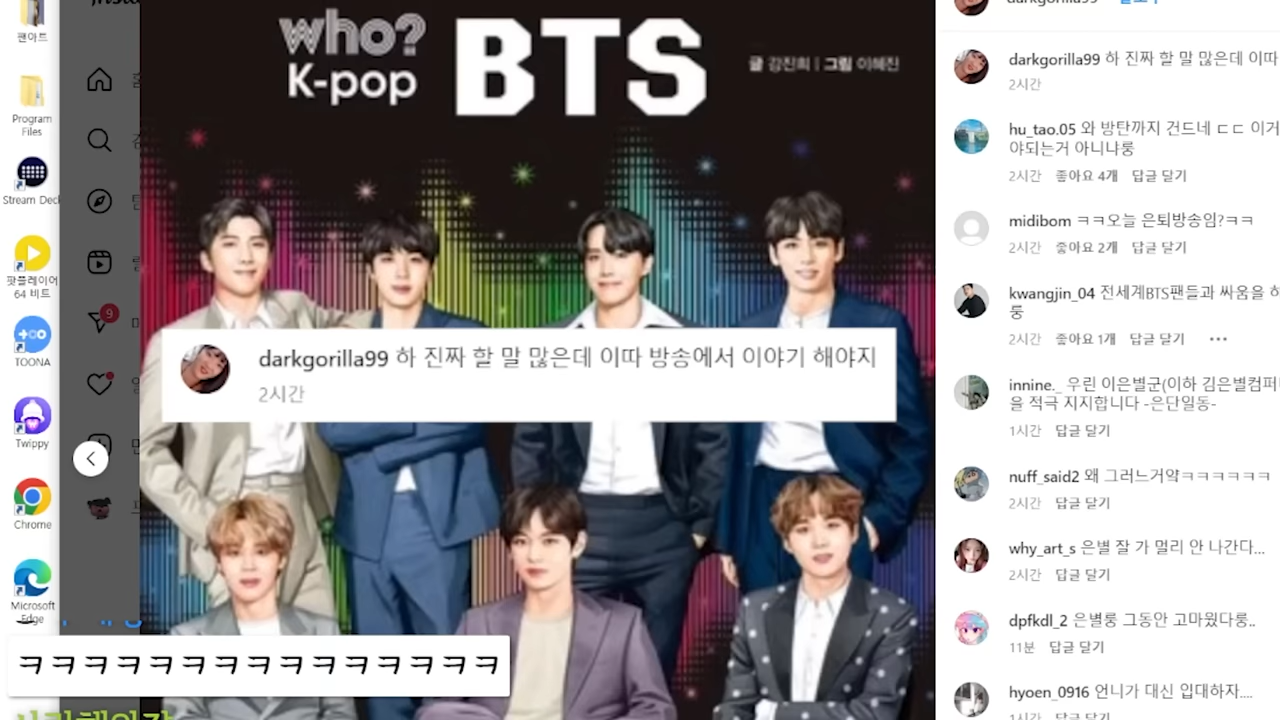 팬아트
Program
Files
Stream Deck
팟플레이어
64 비트
TOONA
Twippy
Chrome
Microsoft
Edge
9
who?
K-pop
BTS
글 강진희 | 그림 이혜진
darkgorilla99 하 진짜 할 말 많은데 이따 방송에서 이야기 해야지
2시간
ㅋㅋㅋㅋㅋㅋㅋㅋㅋㅋㅋㅋㅋㅋㅋ
darkgorilla99
darkgorilla99 하 진짜 할 말 많은데 이따
2시간
hu_tao.05 와 방탄까지 건드네 ㄷㄷ 이거
야되는거 아니냐룽
2시간 좋아요 4개 답글 달기
midibom ㅋㅋ오늘 은퇴방송임?ㅋㅋ
2시간 좋아요 2개 답글 달기
kwangjin_04 전세계BTS팬들과 싸움을 하
룽
2시간 좋아요 1개 답글 달기 •••
innine._ 우린 이은별군(이하 김은별컴퍼
을 적극 지지합니다 -은단일동-
1시간 답글 달기
nuff_said2 왜 그러느거약ㅋㅋㅋㅋㅋㅋ
2시간 답글 달기
why_art_s 은별 잘 가 멀리 안 나간다...
2시간 답글 달기
dpfkdl_2 은별룽 그동안 고마웠다룽..
11분 답글 달기
hyoen_0916 언니가 대신 입대하자....
1시간 답글 달기